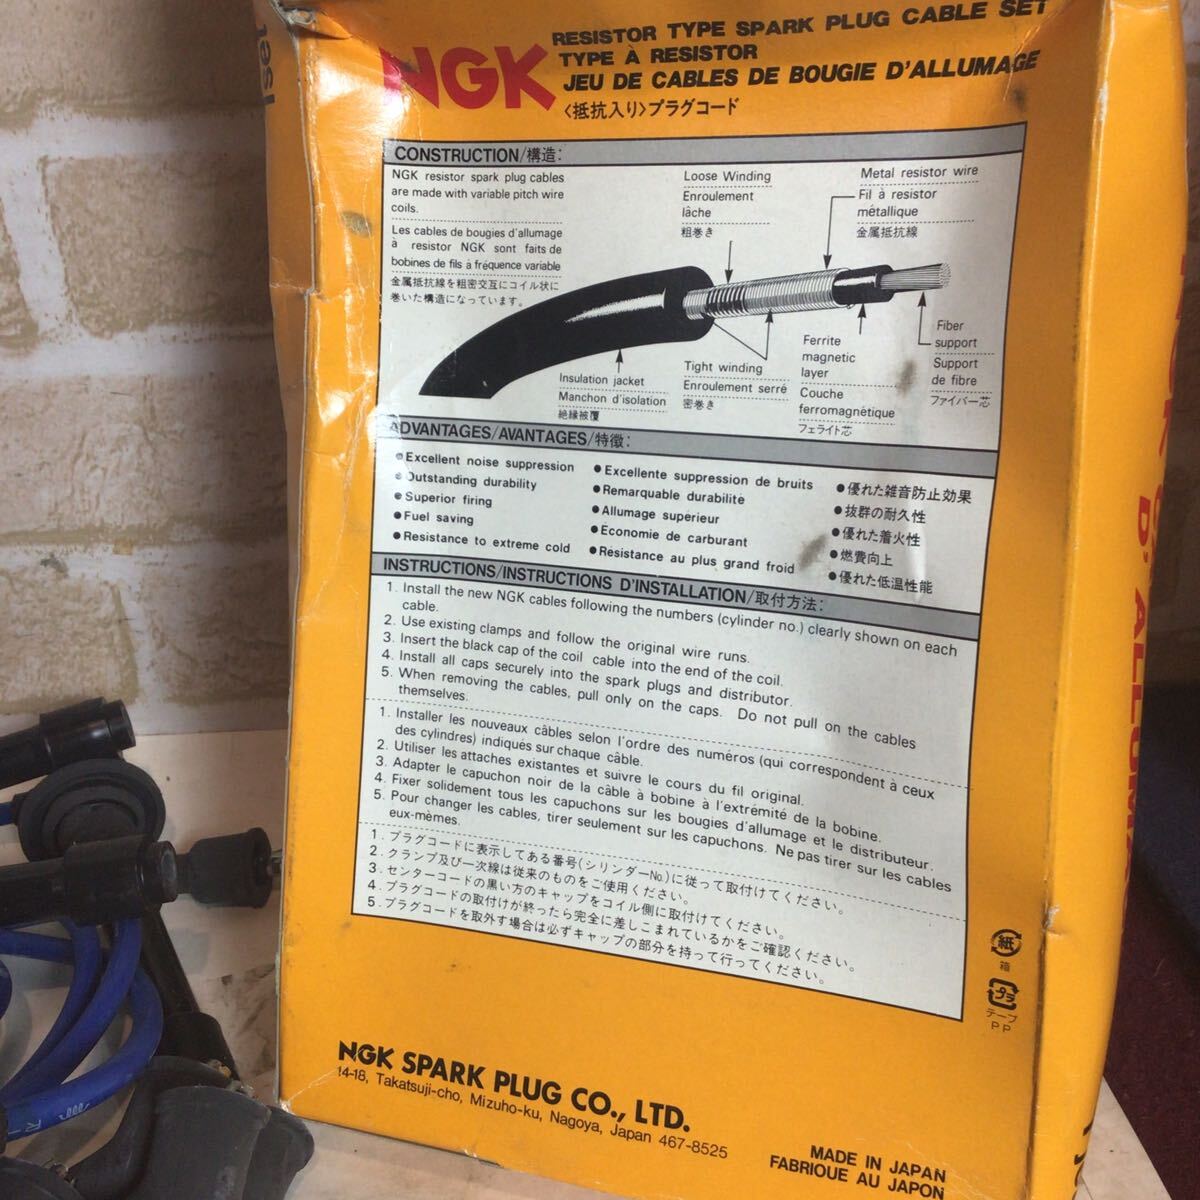 1set
NGK
RESISTOR TYPE SPARK PLUG CABLE SET
TYPE À RESISTOR
JEU DE CABLES DE BOUGIE D'ALLUMAGE
〈抵抗入り〉プラグコード
CONSTRUCTION/構造:
NGK resistor spark plug cables
are made with variable pitch wire
coils.
Les cables de bougies d'allumage
à resistor NGK sont faits de
bobines de fils à fréquence variable
金属抵抗線を粗密交互にコイル状に
巻いた構造になっています。
Loose Winding
Enroulement
lâche
粗巻き
Metal resistor wire
Fil à resistor
métallique
金属抵抗線
Insulation jacket
Manchon d'isolation
絶縁被覆
Tight winding
Enroulement serré
密巻き
Ferrite
magnetic
layer
Couche
ferromagnétique
フェライト芯
Fiber
support
Support
de fibre
ファイバー芯
ADVANTAGES/AVANTAGES/特徴:
●Excellent noise suppression
●Outstanding durability
●Superior firing
●Fuel saving
●Resistance to extreme cold
●Excellente suppression de bruits
●Remarquable durabilité
●Allumage supérieur
●Économie de carburant
●Résistance au plus grand froid
●優れた雑音防止効果
●抜群の耐久性
●優れた着火性
●燃費向上
●優れた低温性能
INSTRUCTIONS/INSTRUCTIONS D'INSTALLATION/取付方法:
1. Install the new NGK cables following the numbers (cylinder no.) clearly shown on each
cable.
2. Use existing clamps and follow the original wire runs.
3. Insert the black cap of the coil cable into the end of the coil.
4. Install all caps securely into the spark plugs and distributor.
5. When removing the cables, pull only on the caps. Do not pull on the cables
themselves.
1. Installer les nouveaux câbles selon l'ordre des numéros (qui correspondent à ceux
des cylindres) indiqués sur chaque câble.
2. Utiliser les attaches existantes et suivre le cours du fil original.
3. Adapter le capuchon noir de la câble à bobine à l'extrémité de la bobine.
4. Fixer solidement tous les capuchons sur les bougies d'allumage et le distributeur.
5. Pour changer les cables, tirer seulement sur les capuchons. Ne pas tirer sur les cables
eux-mèmes.
1. プラグコードに表示してある番号(シリンダーNo.)に従って取付けてください。
2. クランプ及び一次線は従来のものをご使用ください。
3. センターコードの黒い方のキャップをコイル側に取付けてください。
4. プラグコードの取付けが終ったら完全に差しこまれているかをご確認ください。
5. プラグコードを取外す場合は必ずキャップの部分を持って行ってください。
紙
箱
プラ
テープ
PP
NGK SPARK PLUG CO., LTD.
14-18, Takatsuji-cho, Mizuho-ku, Nagoya, Japan 467-8525
MADE IN JAPAN
FABRIQUE AU JAPON